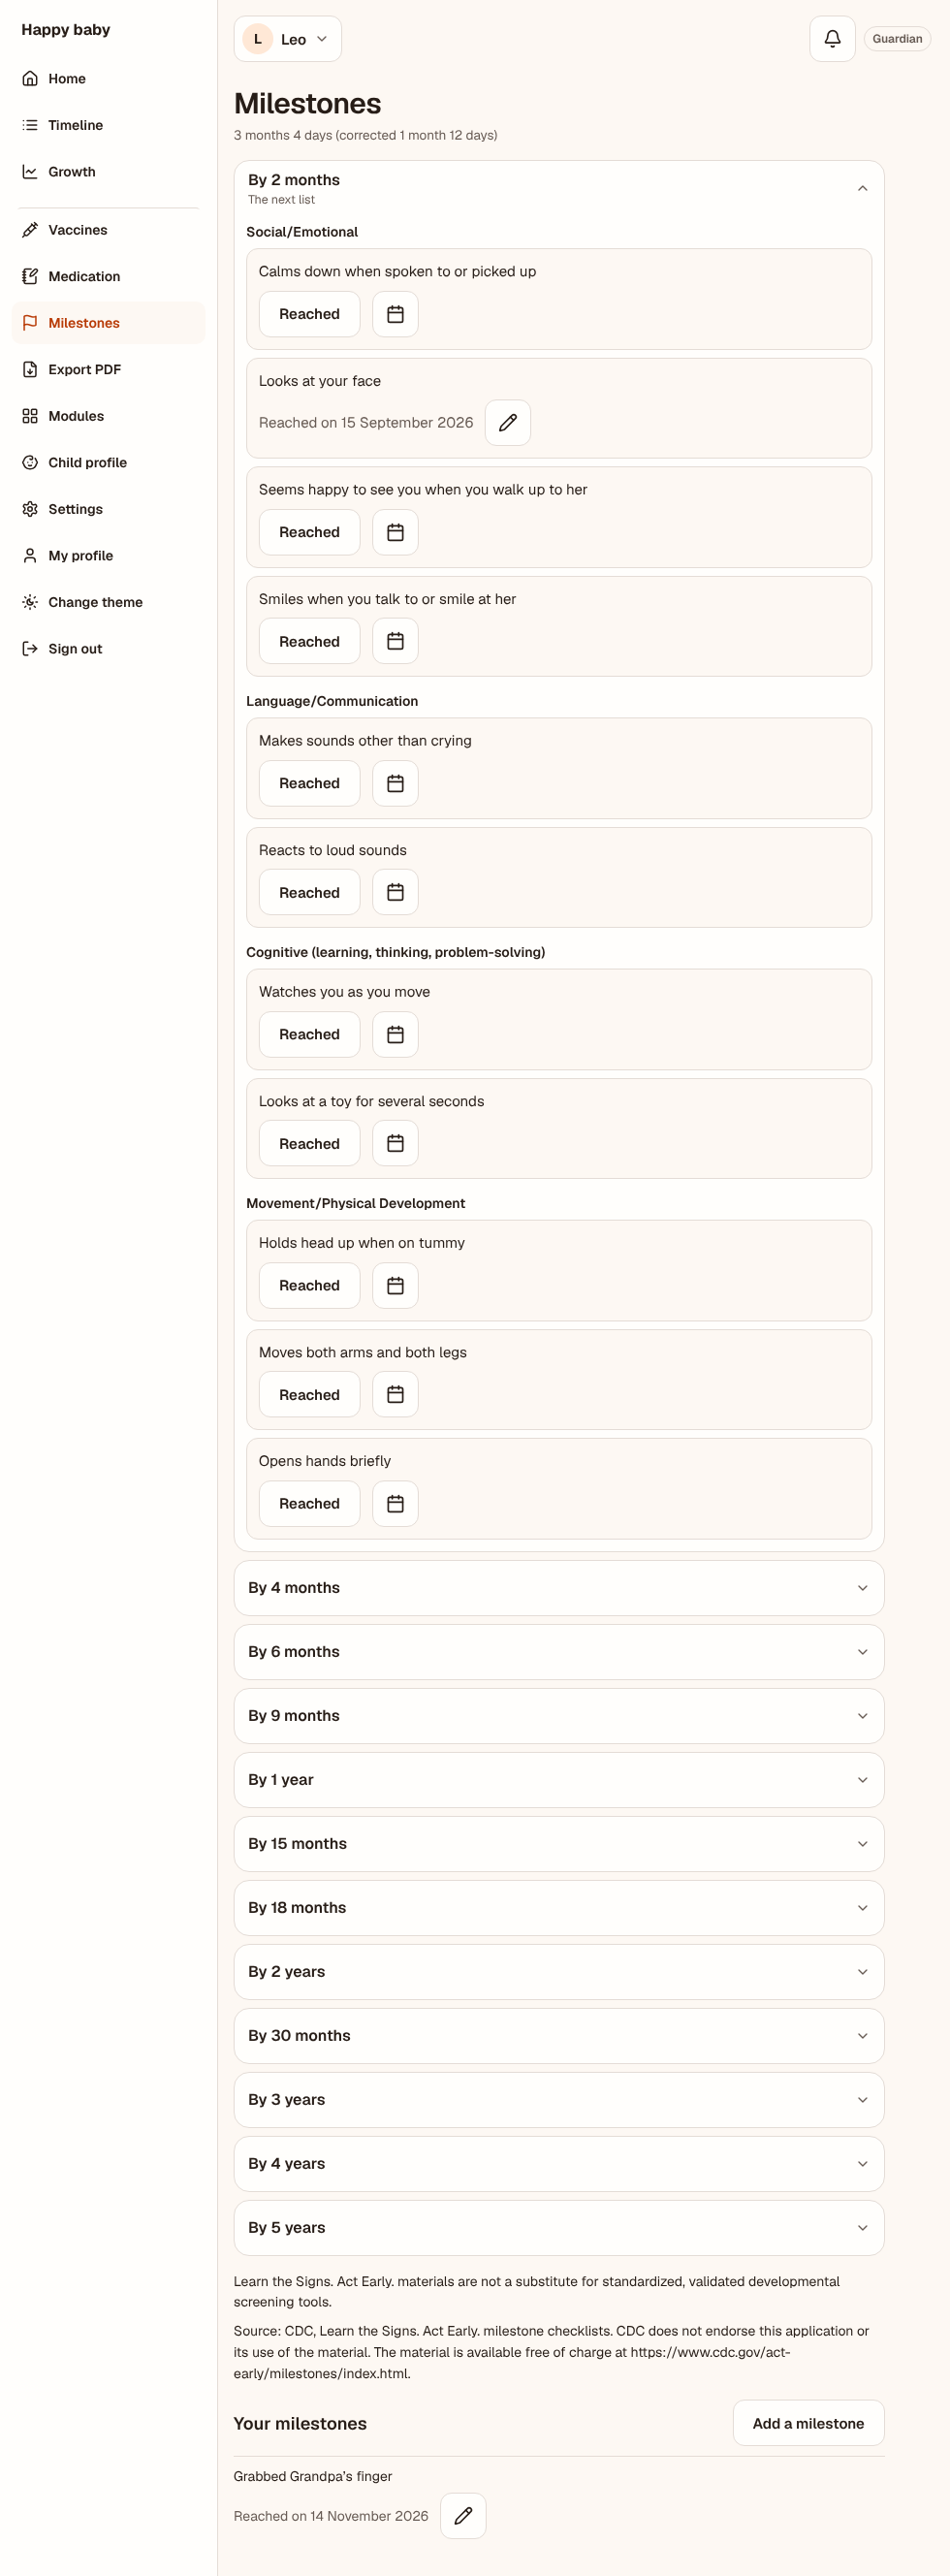 Happy baby
Home
Timeline
Growth
Vaccines
Medication
Milestones
Export PDF
Modules
Child profile
Settings
My profile
Change theme
Sign out
L Leo
Guardian
Milestones
3 months 4 days (corrected 1 month 12 days)
By 2 months
The next list
Social/Emotional
Calms down when spoken to or picked up
Reached
Looks at your face
Reached on 15 September 2026
Seems happy to see you when you walk up to her
Reached
Smiles when you talk to or smile at her
Reached
Language/Communication
Makes sounds other than crying
Reached
Reacts to loud sounds
Reached
Cognitive (learning, thinking, problem-solving)
Watches you as you move
Reached
Looks at a toy for several seconds
Reached
Movement/Physical Development
Holds head up when on tummy
Reached
Moves both arms and both legs
Reached
Opens hands briefly
Reached
By 4 months
By 6 months
By 9 months
By 1 year
By 15 months
By 18 months
By 2 years
By 30 months
By 3 years
By 4 years
By 5 years
Learn the Signs. Act Early. materials are not a substitute for standardized, validated developmental
screening tools.
Source: CDC, Learn the Signs. Act Early. milestone checklists. CDC does not endorse this application or
its use of the material. The material is available free of charge at https://www.cdc.gov/act-
early/milestones/index.html.
Your milestones
Add a milestone
Grabbed Grandpa's finger
Reached on 14 November 2026